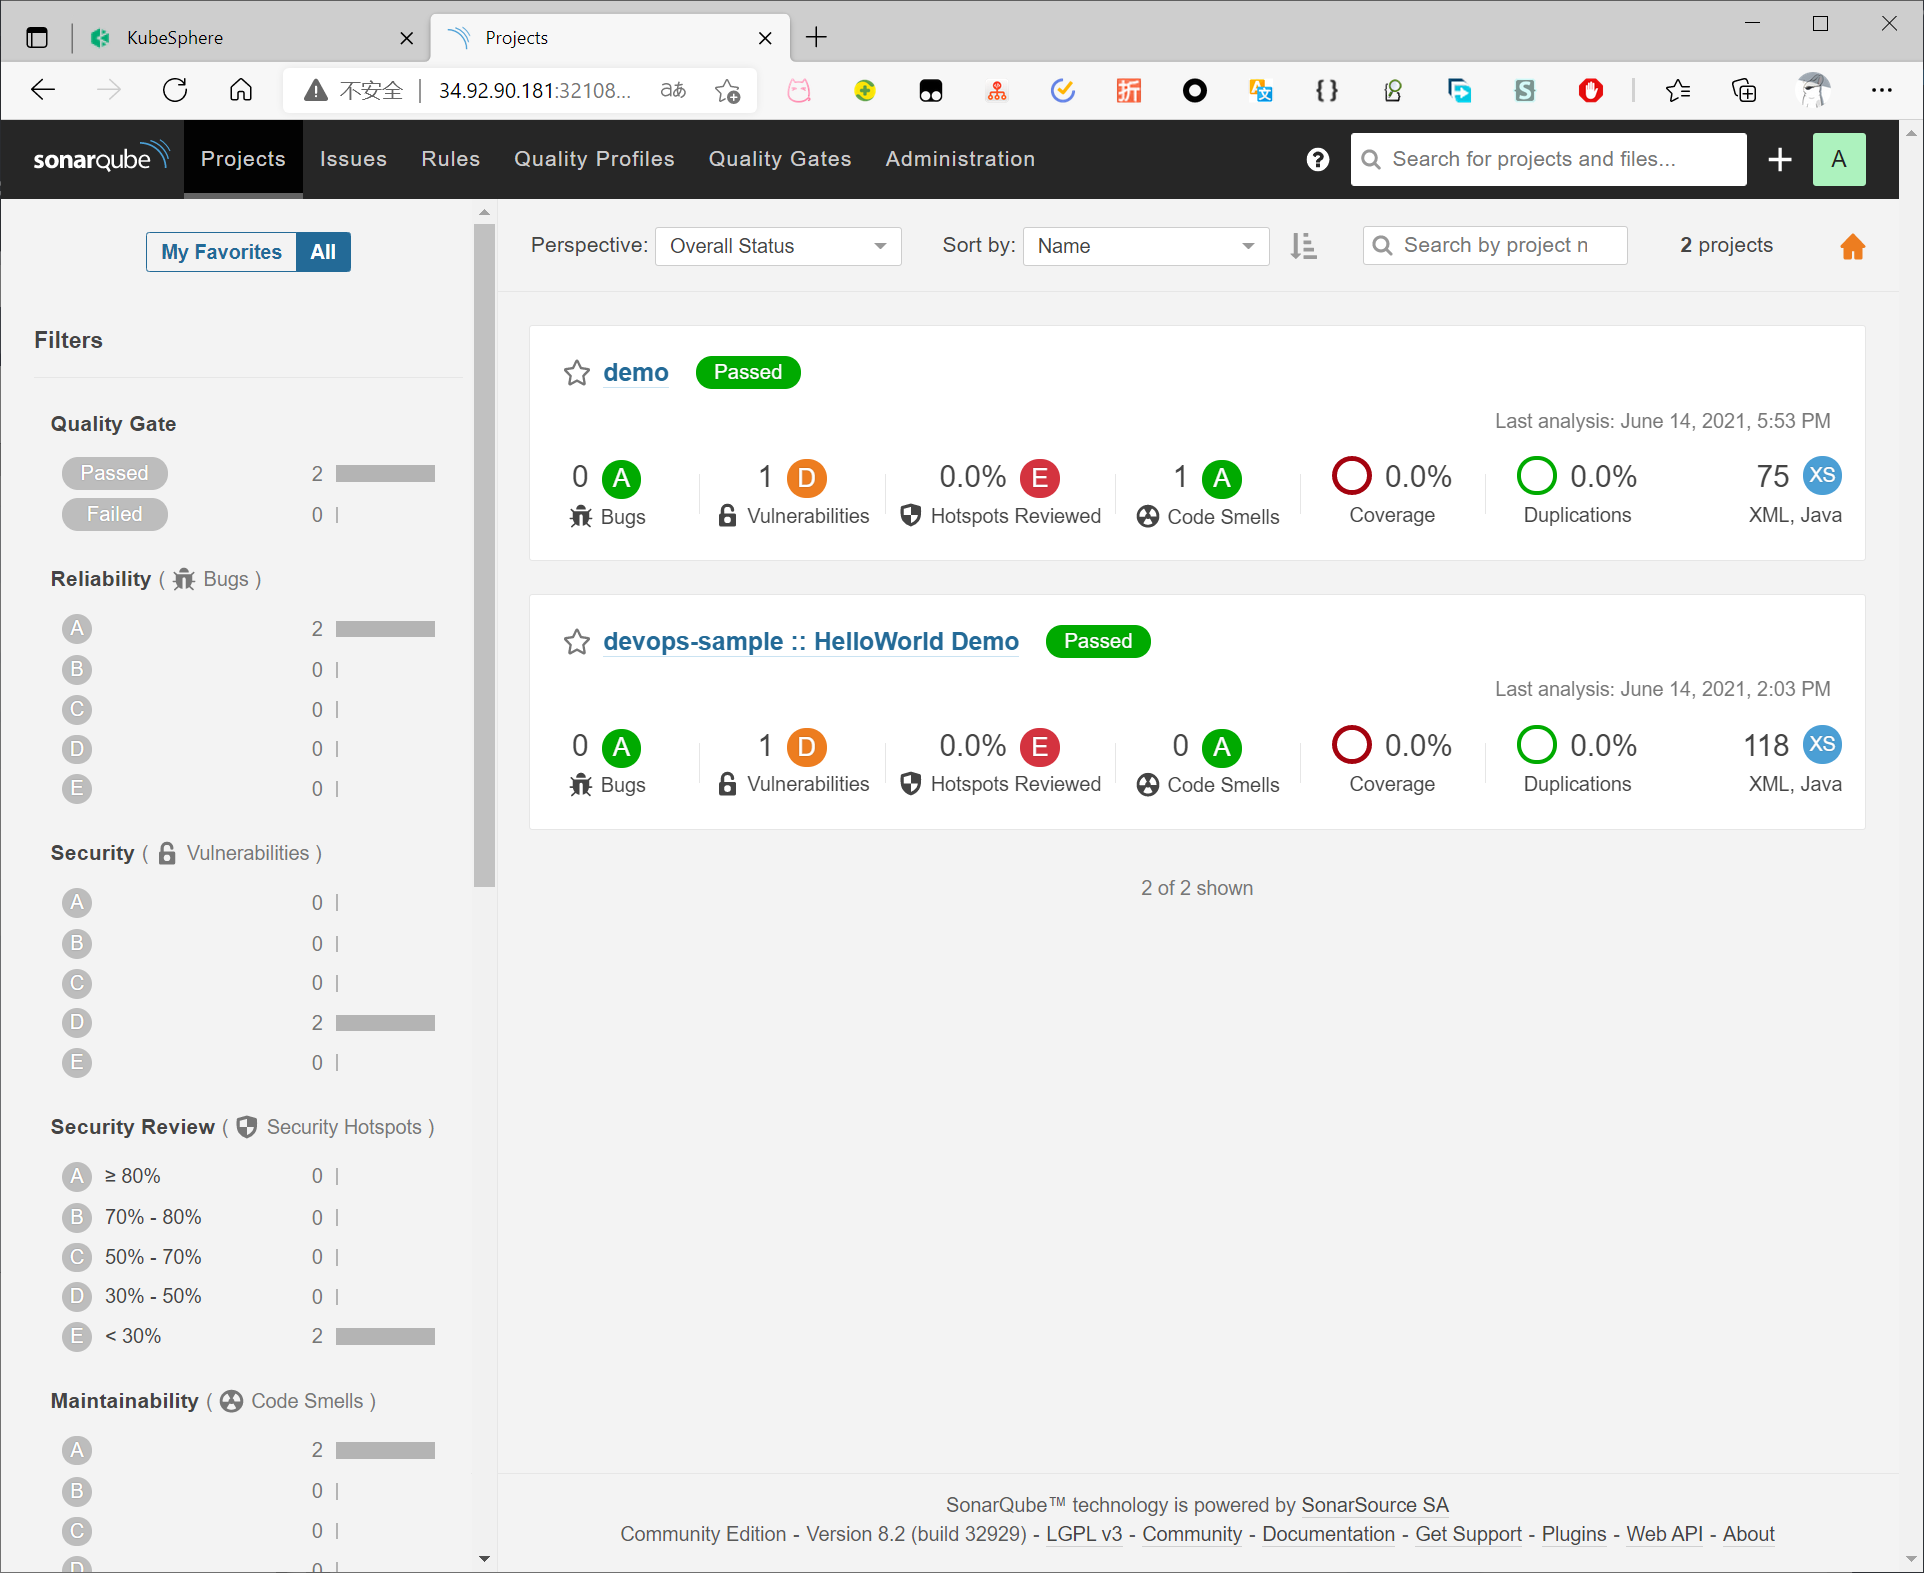 KubeSphere
Projects
不安全
34.92.90.181:32108...
aあ
折
{}
S
sonarqube
Projects
Issues
Rules
Quality Profiles
Quality Gates
Administration
?
Search for projects and files...
+
A
My Favorites
All
Perspective:
Overall Status
Sort by:
Name
Search by project n
2 projects
Filters
Quality Gate
Passed 2
Failed 0
Reliability ( Bugs )
A 2
B 0
C 0
D 0
E 0
Security ( Vulnerabilities )
A 0
B 0
C 0
D 2
E 0
Security Review ( Security Hotspots )
A ≥ 80% 0
B 70% - 80% 0
C 50% - 70% 0
D 30% - 50% 0
E < 30% 2
Maintainability ( Code Smells )
A 2
B 0
C 0
D 0
demo Passed
Last analysis: June 14, 2021, 5:53 PM
0 A 1 D 0.0% E 1 A 0.0% 0.0% 75 XS
Bugs Vulnerabilities Hotspots Reviewed Code Smells Coverage Duplications XML, Java
devops-sample :: HelloWorld Demo Passed
Last analysis: June 14, 2021, 2:03 PM
0 A 1 D 0.0% E 0 A 0.0% 0.0% 118 XS
Bugs Vulnerabilities Hotspots Reviewed Code Smells Coverage Duplications XML, Java
2 of 2 shown
SonarQube™ technology is powered by SonarSource SA
Community Edition - Version 8.2 (build 32929) - LGPL v3 - Community - Documentation - Get Support - Plugins - Web API - About